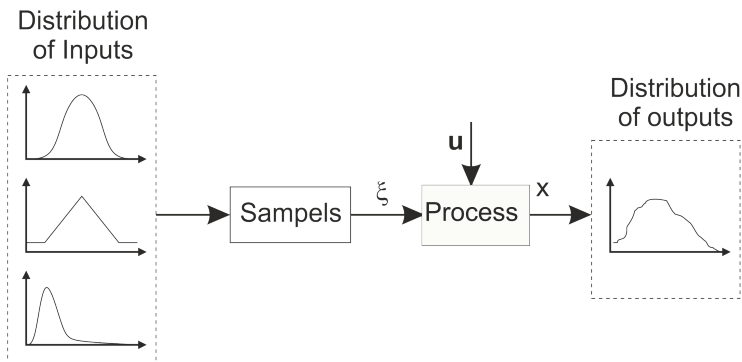 Distribution
of Inputs
Sampels
ξ
u
Process
x
Distribution
of outputs